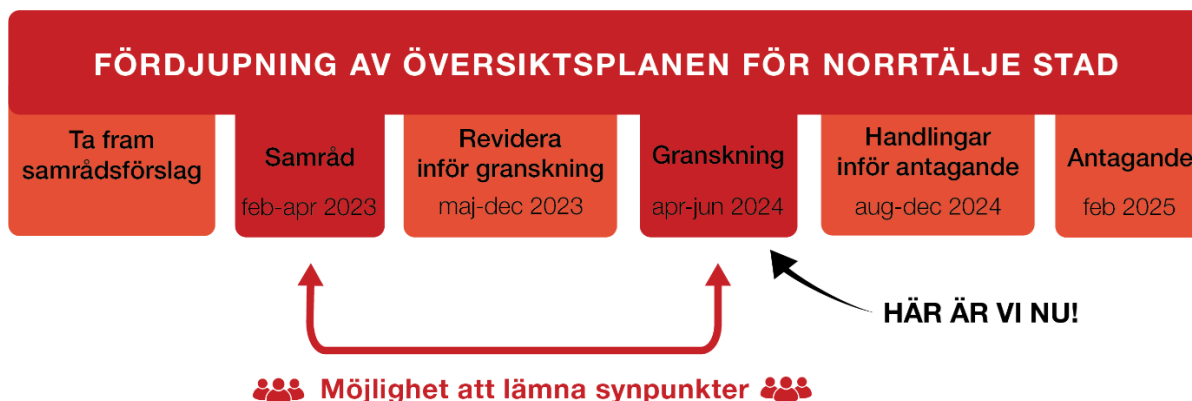 FÖRDJUPNING AV ÖVERSIKTSPLANEN FÖR NORRTÄLJE STAD
Ta fram
samrådsförslag
Samråd
feb-apr 2023
Revidera
inför granskning
maj-dec 2023
Granskning
apr-jun 2024
Handlingar
inför antagande
aug-dec 2024
Antagande
feb 2025
HÄR ÄR VI NU!
Möjlighet att lämna synpunkter